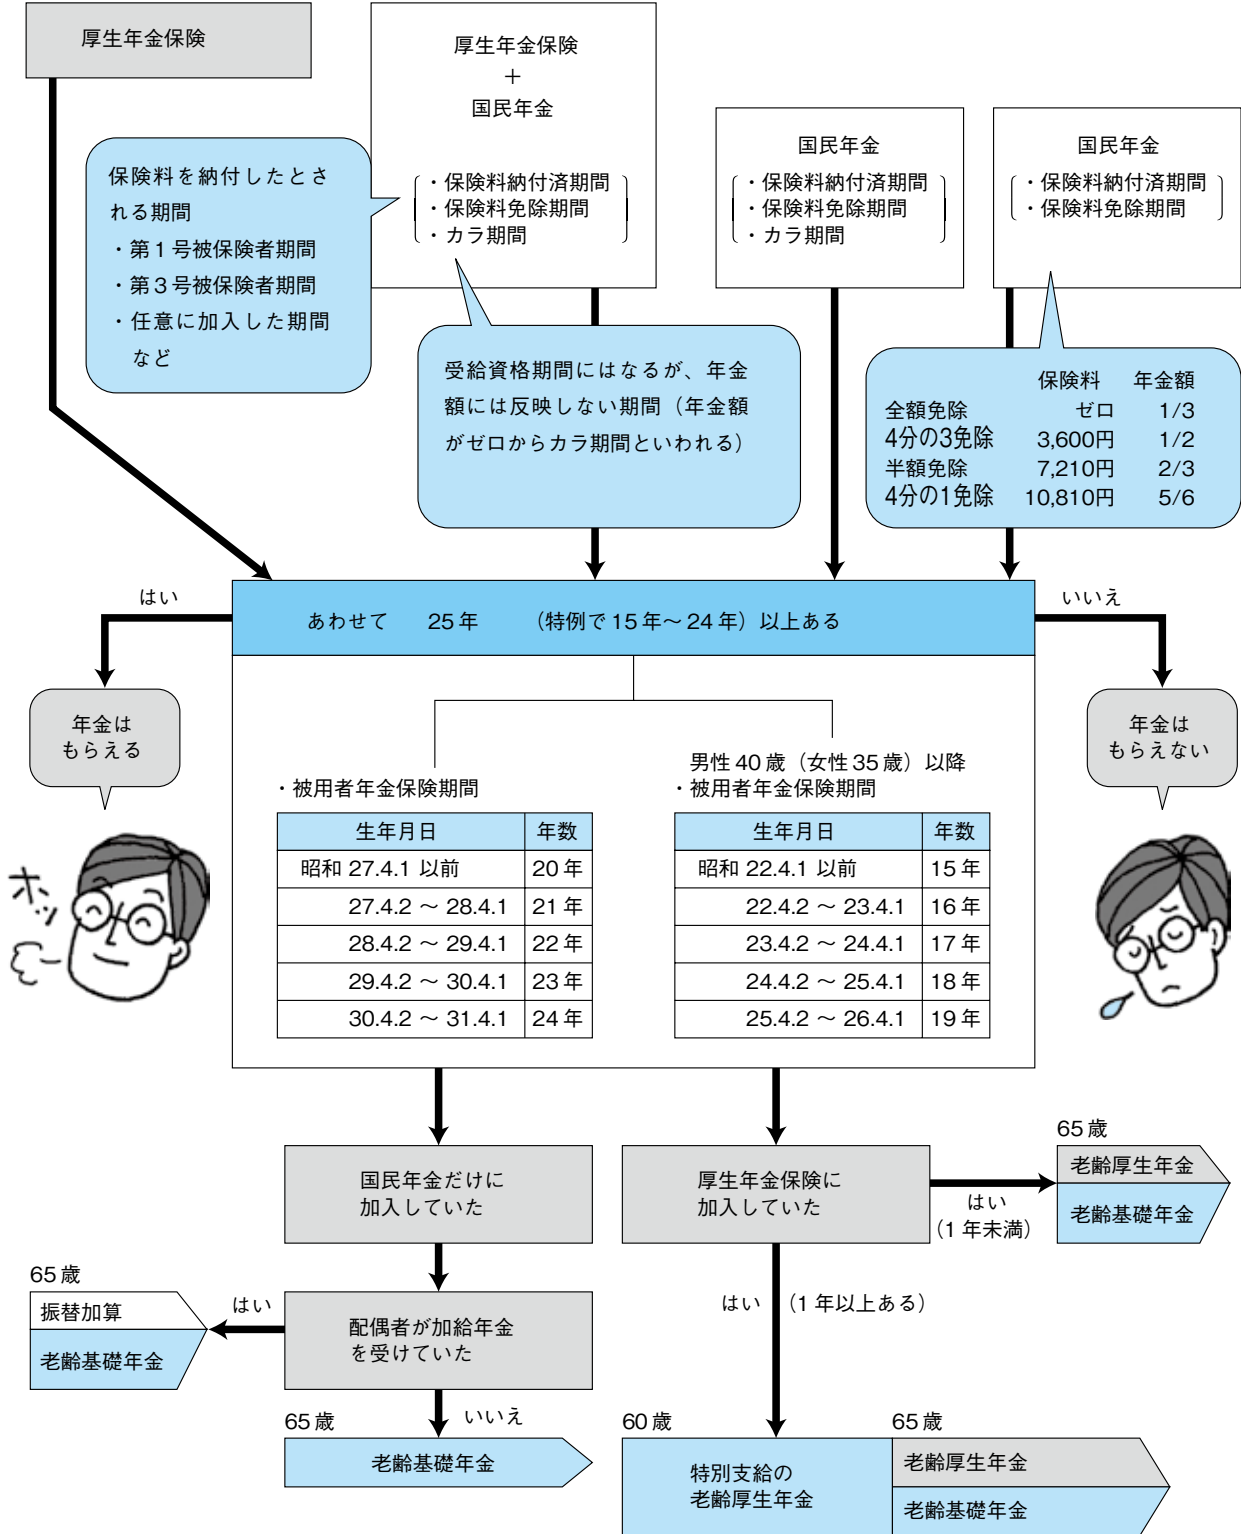 厚生年金保険
厚生年金保険
＋
国民年金
・保険料納付済期間
・保険料免除期間
・カラ期間
国民年金
・保険料納付済期間
・保険料免除期間
・カラ期間
国民年金
・保険料納付済期間
・保険料免除期間
保険料を納付したとさ
れる期間
・第１号被保険者期間
・第３号被保険者期間
・任意に加入した期間
など
受給資格期間にはなるが、年金
額には反映しない期間（年金額
がゼロからカラ期間といわれる）
保険料 年金額
全額免除 ゼロ 1/3
4分の3免除 3,600円 1/2
半額免除 7,210円 2/3
4分の1免除 10,810円 5/6
はい
あわせて 25年 （特例で15年～24年）以上ある
いいえ
年金は
もらえる
年金は
もらえない
・被用者年金保険期間
生年月日 年数
昭和 27.4.1 以前 20年
27.4.2 ～ 28.4.1 21年
28.4.2 ～ 29.4.1 22年
29.4.2 ～ 30.4.1 23年
30.4.2 ～ 31.4.1 24年
男性40歳（女性35歳）以降
・被用者年金保険期間
生年月日 年数
昭和 22.4.1 以前 15年
22.4.2 ～ 23.4.1 16年
23.4.2 ～ 24.4.1 17年
24.4.2 ～ 25.4.1 18年
25.4.2 ～ 26.4.1 19年
ホッ
国民年金だけに
加入していた
厚生年金保険に
加入していた
はい
（1年未満）
65歳
老齢厚生年金
老齢基礎年金
65歳
振替加算
老齢基礎年金
はい
配偶者が加給年金
を受けていた
はい （1年以上ある）
いいえ
65歳
老齢基礎年金
60歳
特別支給の
老齢厚生年金
65歳
老齢厚生年金
老齢基礎年金